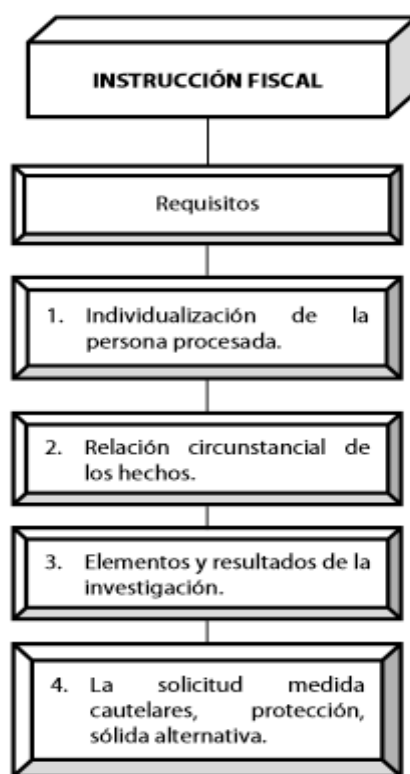 INSTRUCCIÓN FISCAL
Requisitos
1. Individualización de la
persona procesada.
2. Relación circunstancial de
los hechos.
3. Elementos y resultados de la
investigación.
4. La solicitud medida
cautelares, protección,
sólida alternativa.